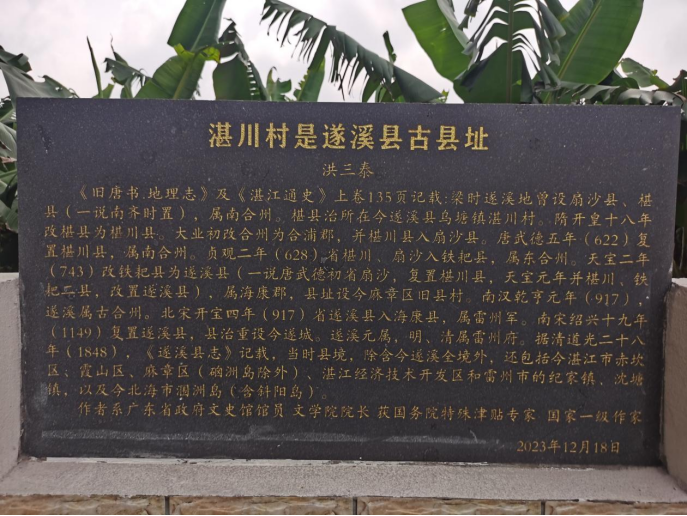 湛川村是遂溪县古县址
洪三泰
《旧唐书.地理志》及《湛江通史》上卷135页记载:梁时遂溪地曾设扇沙县、椹
县(一说南齐时置),属南合州。椹县治所在今遂溪县乌塘镇湛川村。隋开皇十八年
改椹县为椹川县。大业初改合州为合浦郡,并椹川县入扇沙县。唐武德五年(622)复
置椹川县,属南合州。贞观二年(628)省椹川、扇沙入铁耙县,属东合州。天宝二年
(743)改铁耙县为遂溪县(一说唐武德初省扇沙,复置椹川县,天宝元年并椹川、铁
耙二县,改置遂溪县),属海康郡,县址设今麻章区旧县村。南汉乾亨元年(917),
遂溪属古合州。北宋开宝四年(917)省遂溪入海康县,属雷州军。南宋绍兴十九年
(1149)复置遂溪县,县治重设今遂城。遂溪元属,明、清属雷州府。据清道光二十八
年(1848),《遂溪县志》记载,当时县境,除含今遂溪全境外,还包括今湛江市赤坎
区、霞山区、麻章区(硇洲岛除外)、湛江经济技术开发区和雷州市的纪家镇、沈塘
镇,以及今北海市涠洲岛(含斜阳岛)。
作者系广东省政府文史馆馆员 文学院院长 获国务院特殊津贴专家 国家一级作家
2023年12月18日